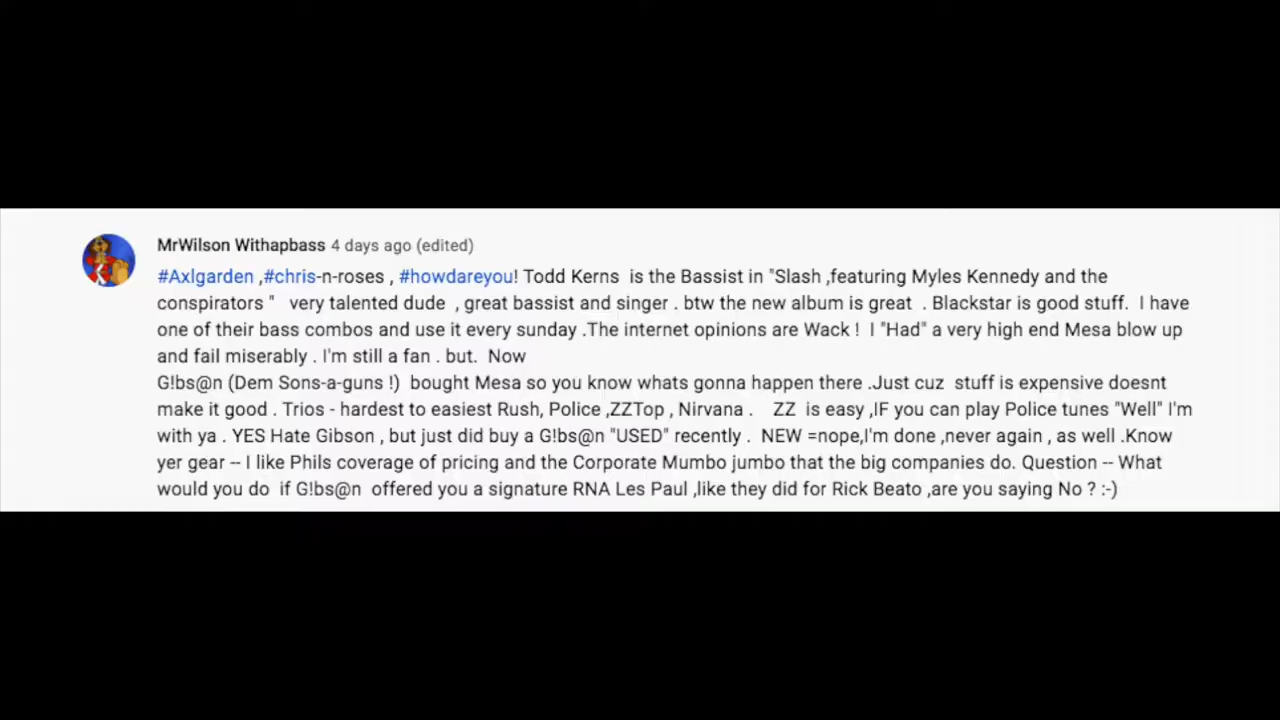 MrWilson Withapbass 4 days ago (edited)
#Axlgarden ,#chris-n-roses , #howdareyou! Todd Kerns  is the Bassist in "Slash ,featuring Myles Kennedy and the
conspirators "   very talented dude  , great bassist and singer . btw the new album is great  . Blackstar is good stuff.  I have
one of their bass combos and use it every sunday .The internet opinions are Wack !  I "Had" a very high end Mesa blow up
and fail miserably . I'm still a fan . but.  Now
G!bs@n (Dem Sons-a-guns !)  bought Mesa so you know whats gonna happen there .Just cuz  stuff is expensive doesnt
make it good . Trios - hardest to easiest Rush, Police ,ZZTop , Nirvana .    ZZ  is easy ,IF you can play Police tunes "Well" I'm
with ya . YES Hate Gibson , but just did buy a G!bs@n "USED" recently .  NEW =nope,I'm done ,never again , as well .Know
yer gear -- I like Phils coverage of pricing and the Corporate Mumbo jumbo that the big companies do. Question -- What
would you do  if G!bs@n  offered you a signature RNA Les Paul ,like they did for Rick Beato ,are you saying No ? :-)